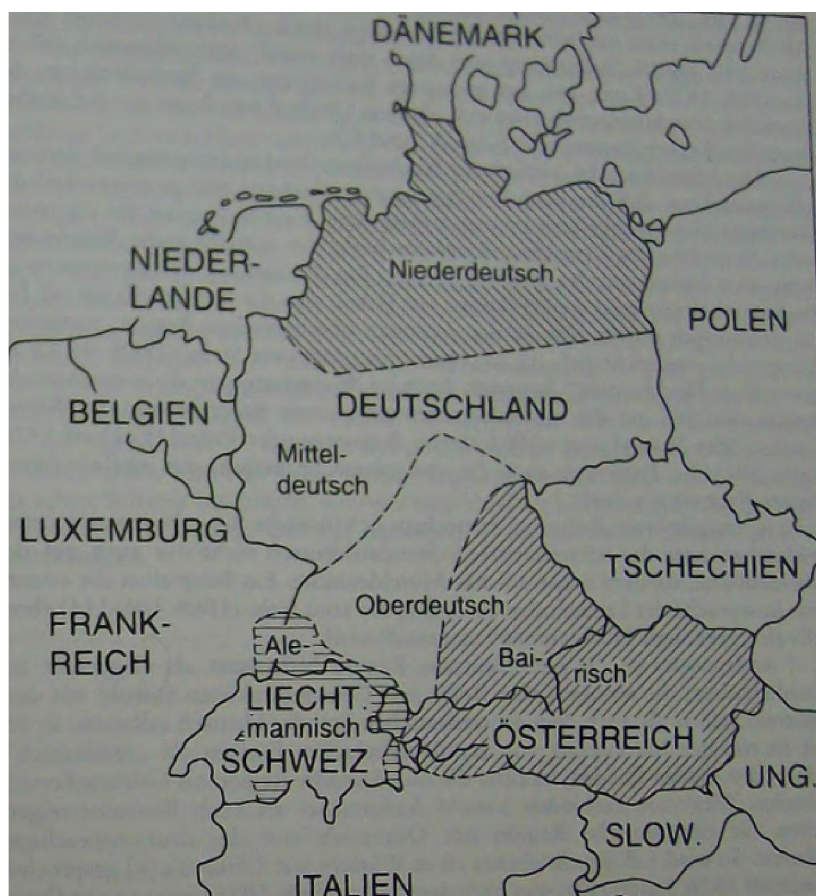 DÄNEMARK
NIEDER-
LANDE
Niederdeutsch
POLEN
BELGIEN
DEUTSCHLAND
Mittel-
deutsch
LUXEMBURG
TSCHECHIEN
Oberdeutsch
FRANK-
REICH
Ale-
Bai-
risch
LIECHT.
mannisch
SCHWEIZ
ÖSTERREICH
UNG.
SLOW.
ITALIEN